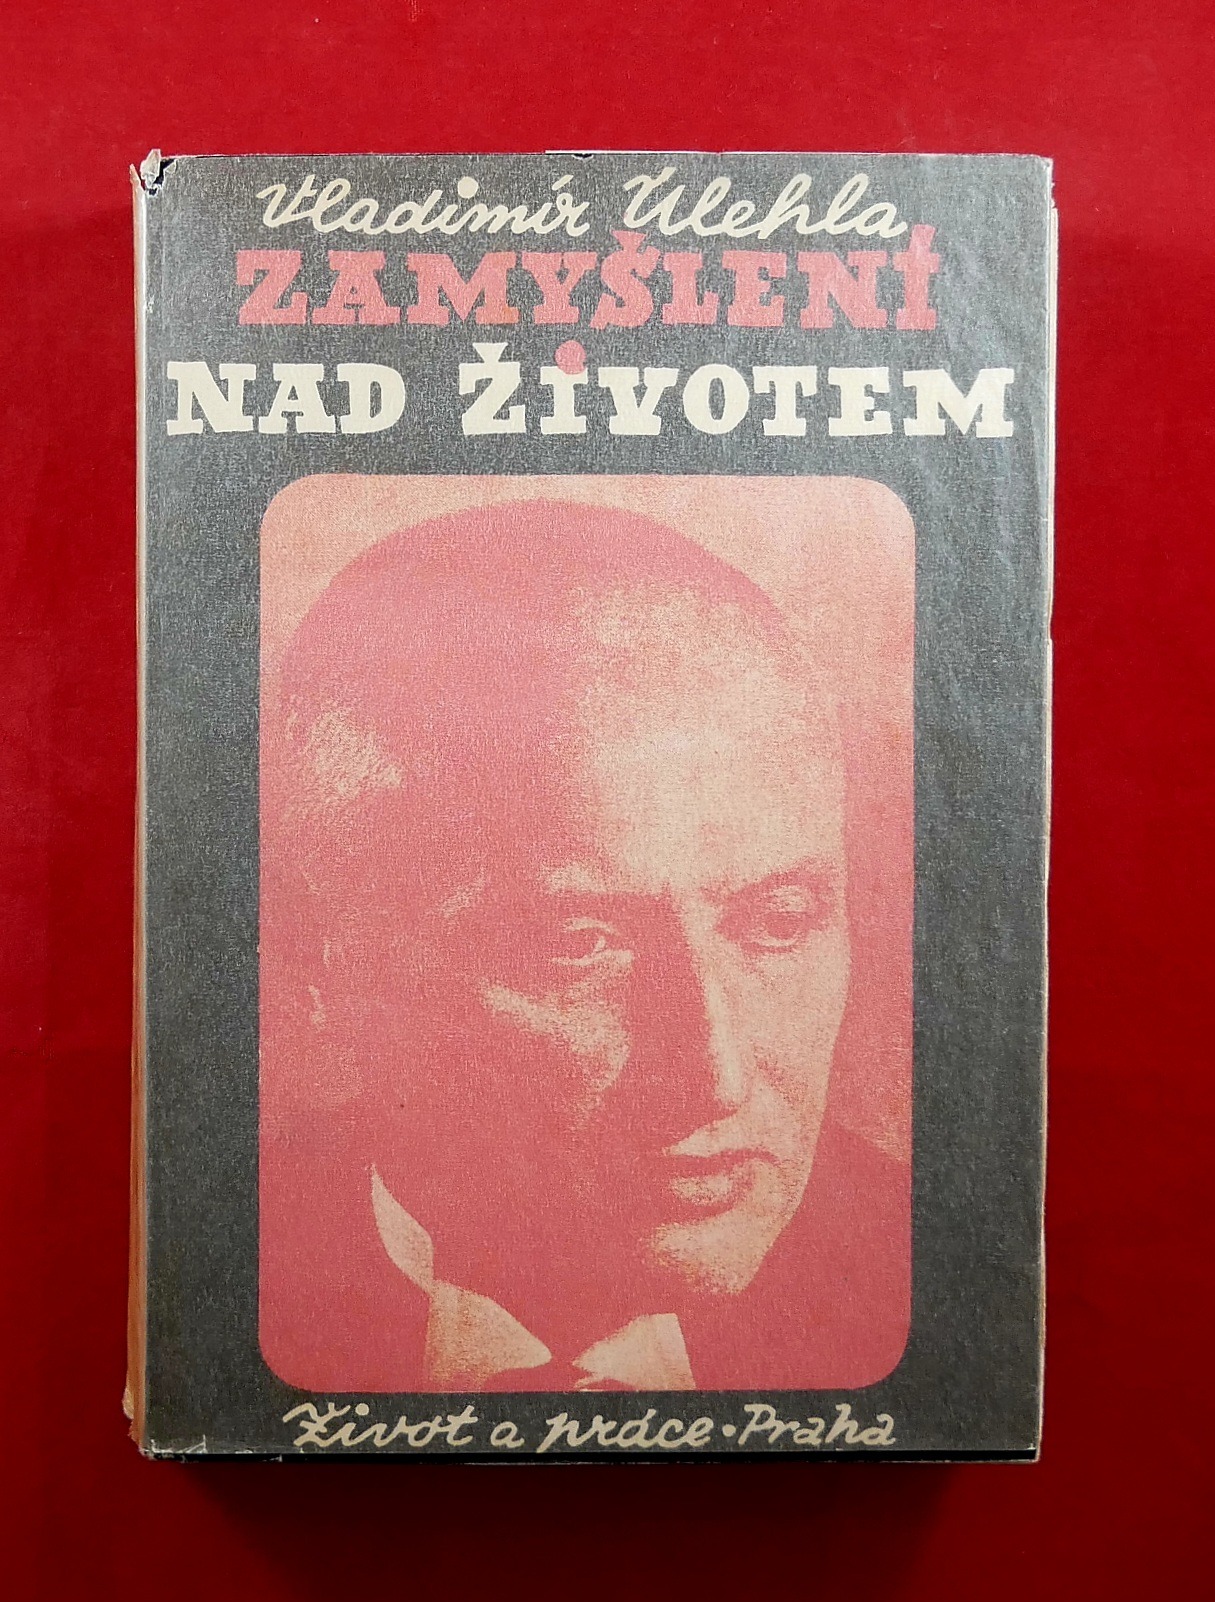 Vladimír Úlehla
ZAMYŠLENÍ
NAD ŽIVOTEM
Život a práce • Praha